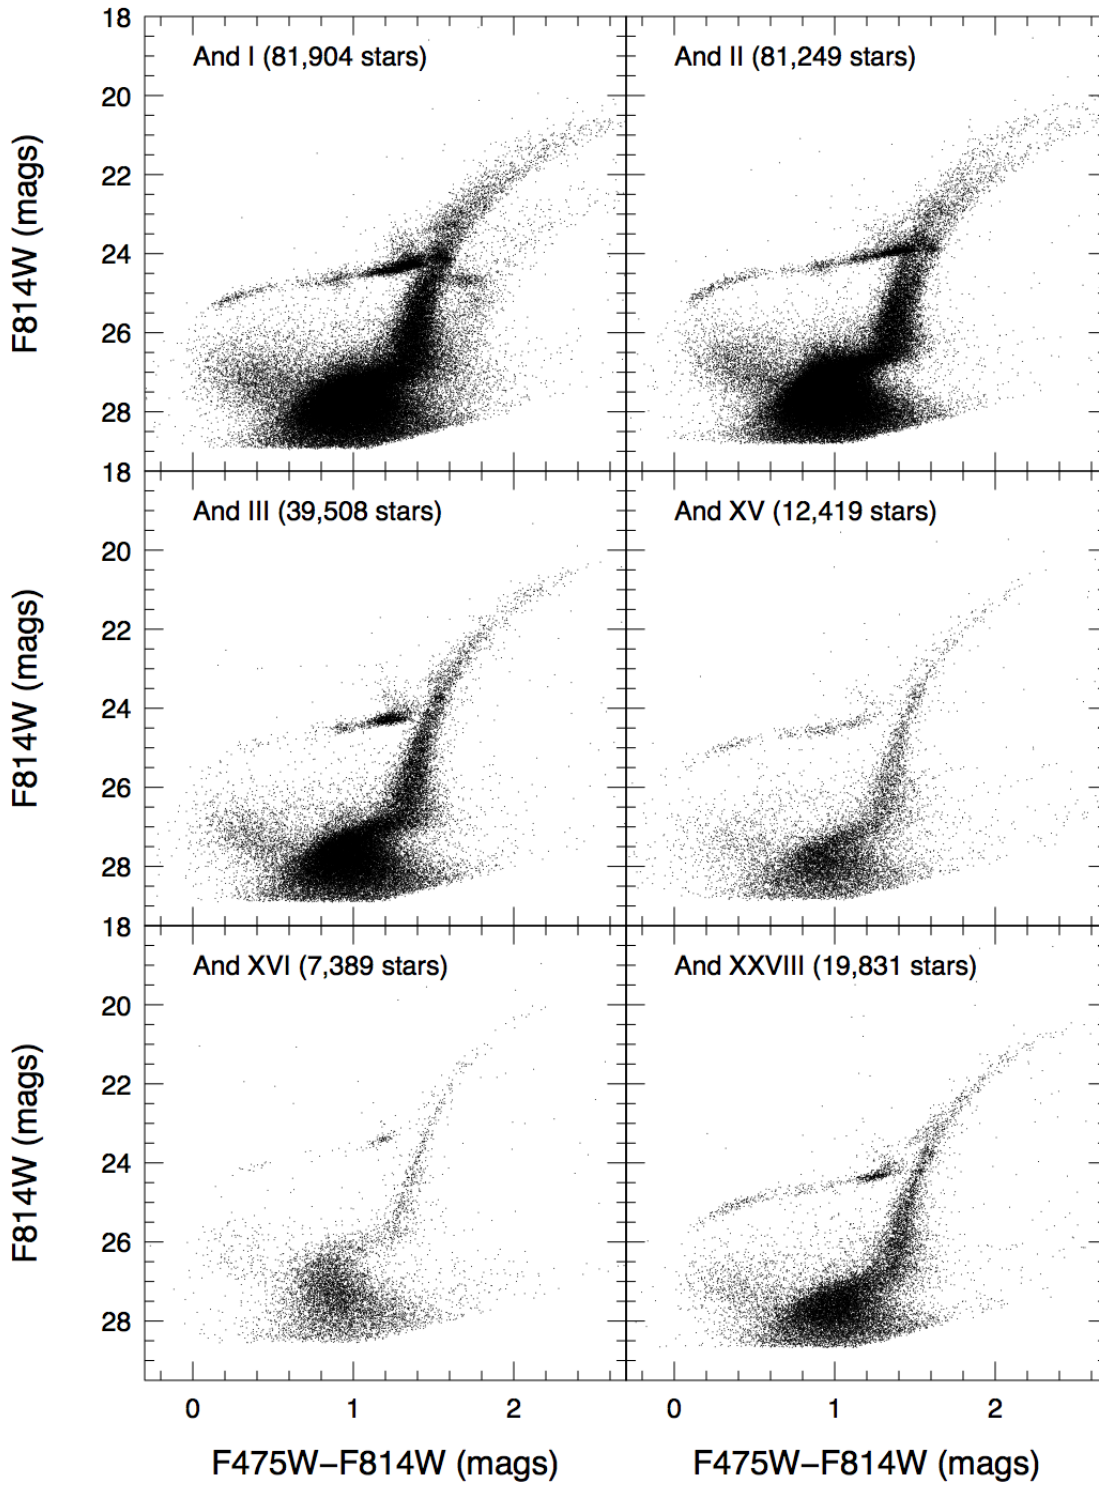 18
20
22
24
26
28
F814W (mags)
And I (81,904 stars)
And II (81,249 stars)
18
20
22
24
26
28
F814W (mags)
And III (39,508 stars)
And XV (12,419 stars)
18
20
22
24
26
28
F814W (mags)
And XVI (7,389 stars)
And XXVIII (19,831 stars)
0 1 2
0 1 2
F475W−F814W (mags)
F475W−F814W (mags)